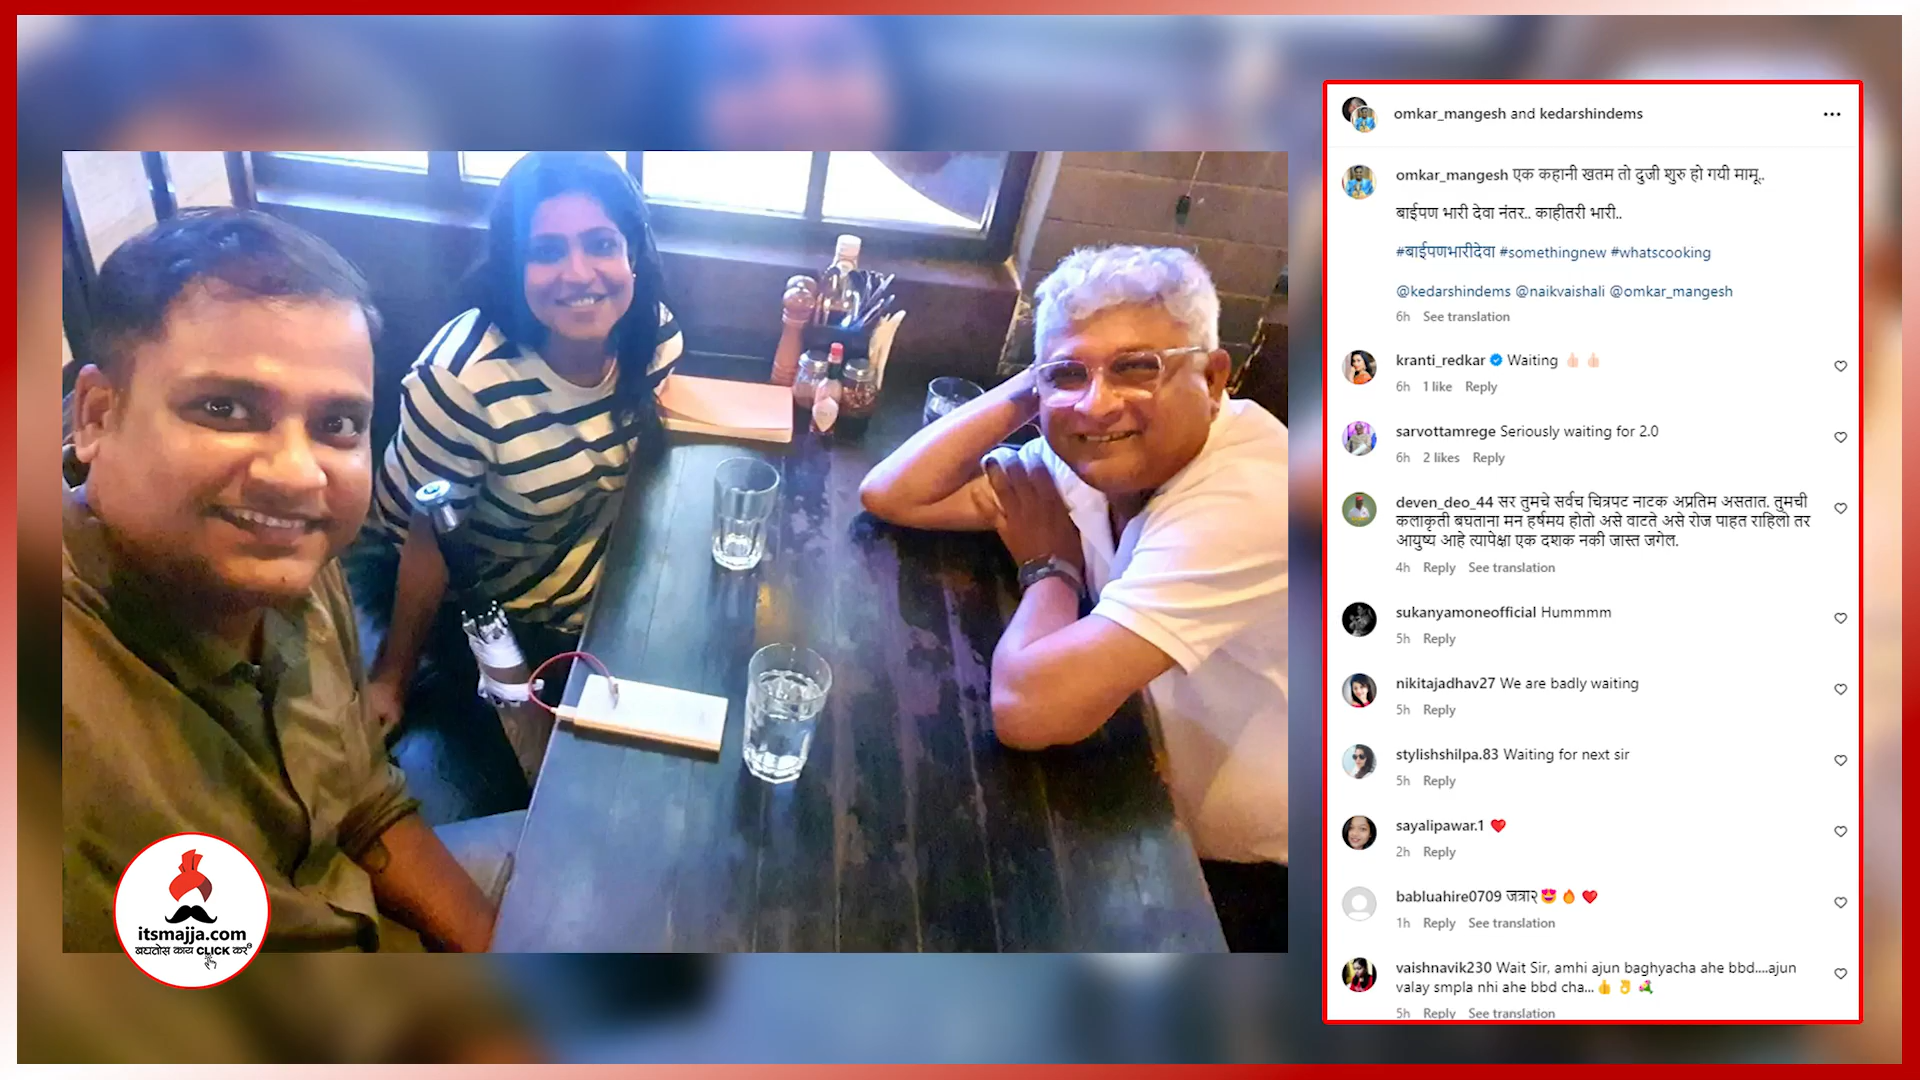 omkar_mangesh and kedarshindems
omkar_mangesh एक कहानी खतम तो दुजी शुरु हो गयी मामू..
बाईपण भारी देवा नंतर.. काहीतरी भारी..
#बाईपणभारीदेवा #somethingnew #whatscooking
@kedarshindems @naikvaishali @omkar_mangesh
6h See translation
kranti_redkar Waiting 👍🏻 👍🏻
6h 1 like Reply
sarvottamrege Seriously waiting for 2.0
6h 2 likes Reply
deven_deo_44 सर तुमचे सर्वच चित्रपट नाटक अप्रतिम असतात. तुमची
कलाकृती बघताना मन हर्षमय होतो असे वाटते असे रोज पाहत राहिलो तर
आयुष्य आहे त्यापेक्षा एक दशक नकी जास्त जगेल.
4h Reply See translation
sukanyamoneofficial Hummmm
5h Reply
nikitajadhav27 We are badly waiting
5h Reply
stylishshilpa.83 Waiting for next sir
5h Reply
sayalipawar.1 ❤️
2h Reply
babluahire0709 जत्रा२ 😍 🔥 ❤️
1h Reply See translation
vaishnavik230 Wait Sir, amhi ajun baghyacha ahe bbd....ajun
valay smpla nhi ahe bbd cha... 👍 👌 💐
5h Reply See translation
itsmajja.com
बघतोस काय CLICK कर